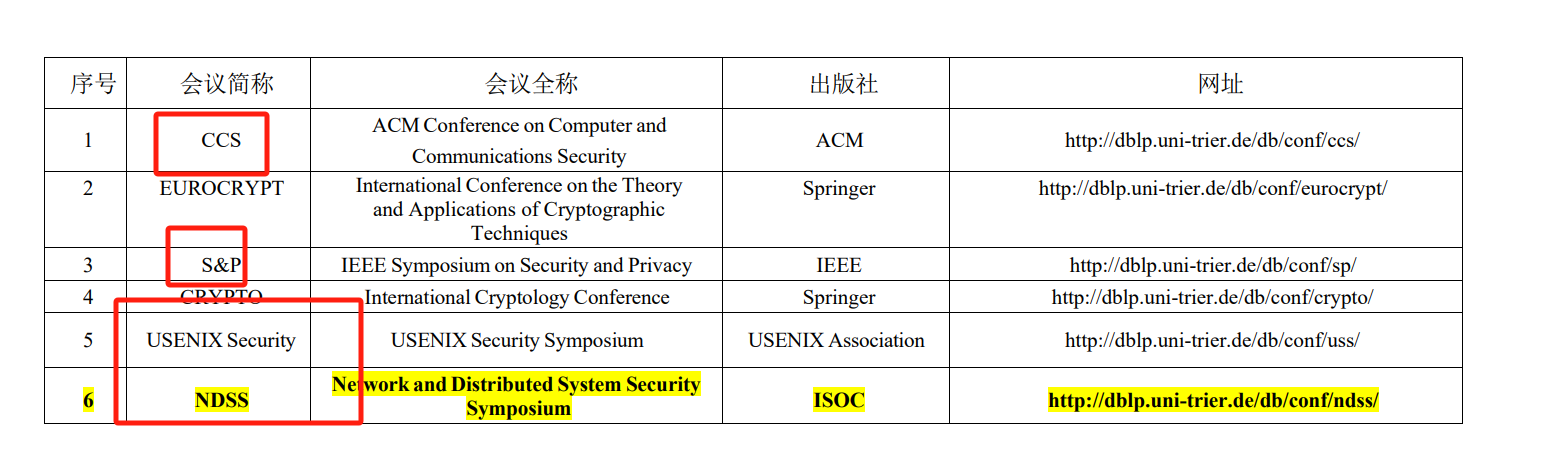 序号 会议简称 会议全称 出版社 网址
1 CCS ACM Conference on Computer and
Communications Security ACM http://dblp.uni-trier.de/db/conf/ccs/
2 EUROCRYPT International Conference on the Theory
and Applications of Cryptographic
Techniques Springer http://dblp.uni-trier.de/db/conf/eurocrypt/
3 S&P IEEE Symposium on Security and Privacy IEEE http://dblp.uni-trier.de/db/conf/sp/
4 CRYPTO International Cryptology Conference Springer http://dblp.uni-trier.de/db/conf/crypto/
5 USENIX Security USENIX Security Symposium USENIX Association http://dblp.uni-trier.de/db/conf/uss/
6 NDSS Network and Distributed System Security
Symposium ISOC http://dblp.uni-trier.de/db/conf/ndss/